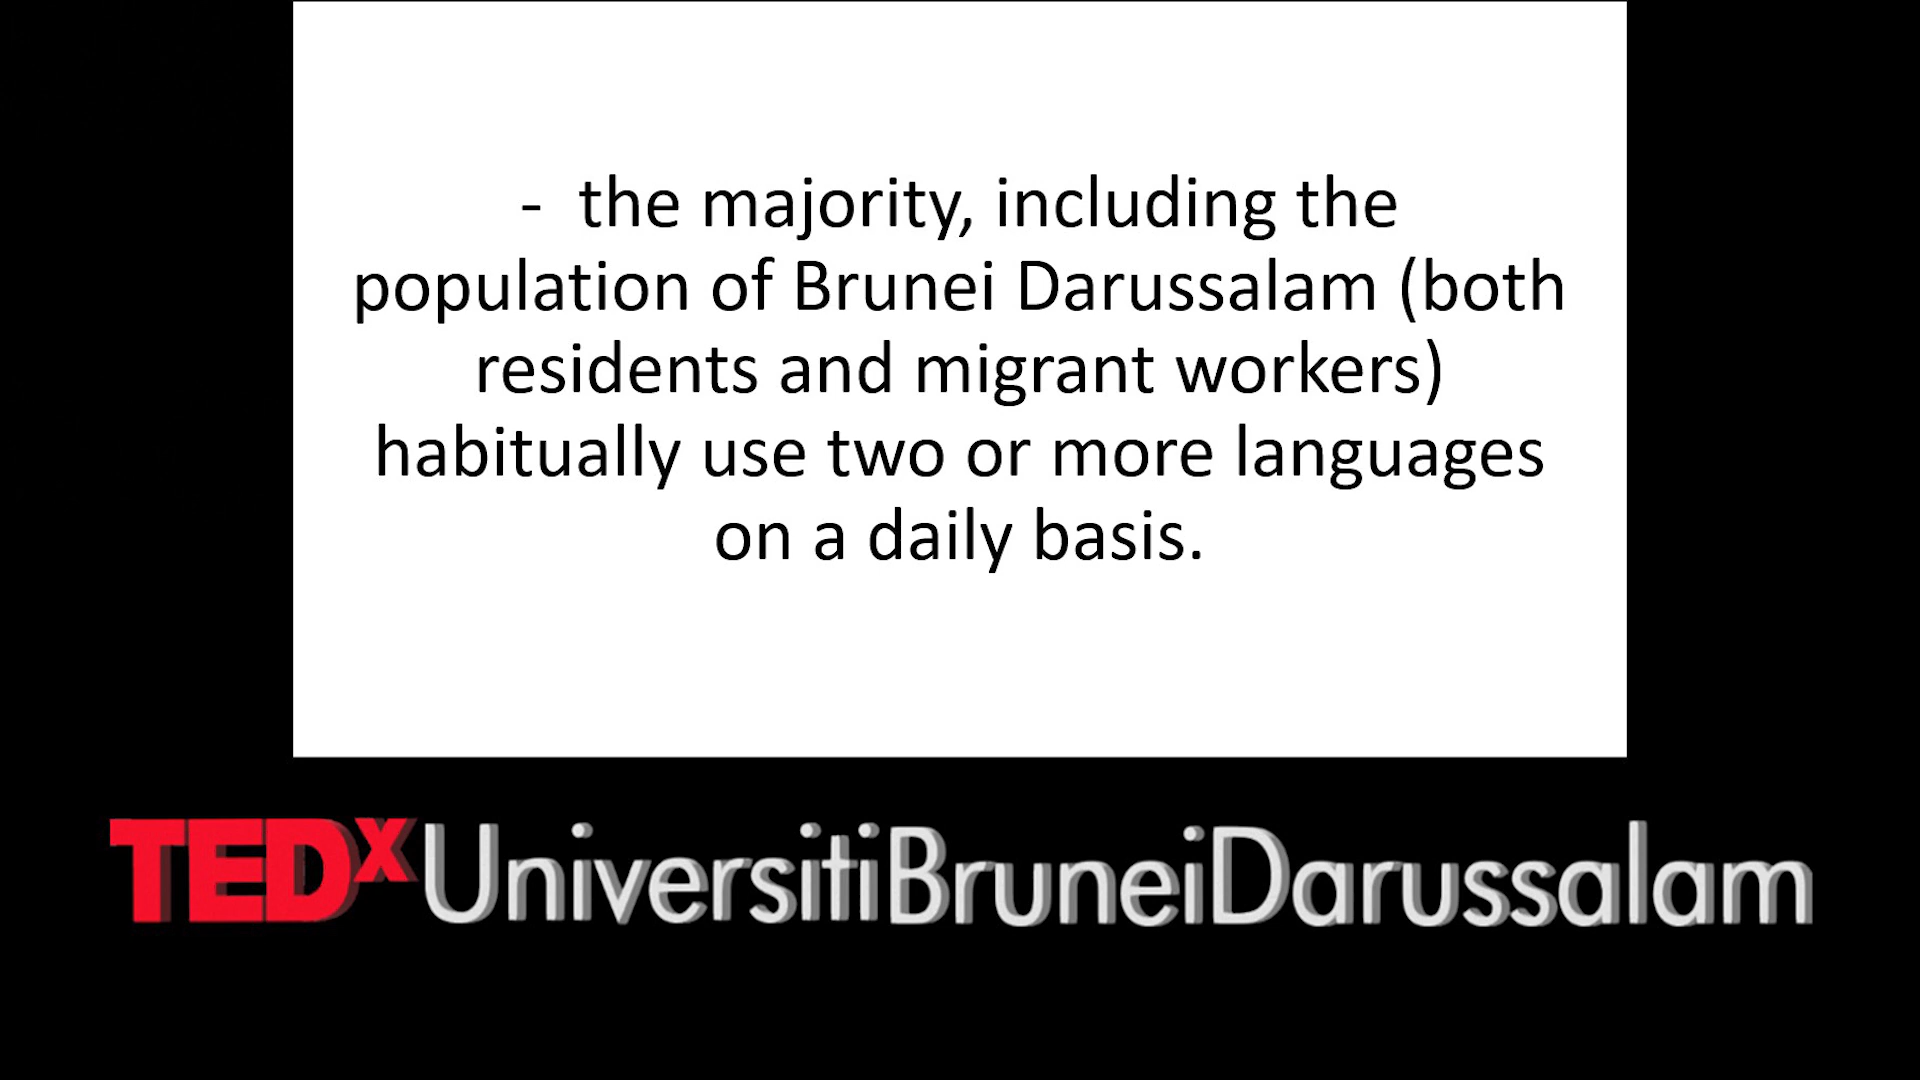 - the majority, including the
population of Brunei Darussalam (both
residents and migrant workers)
habitually use two or more languages
on a daily basis.
TEDxUniversitiBruneiDarussalam